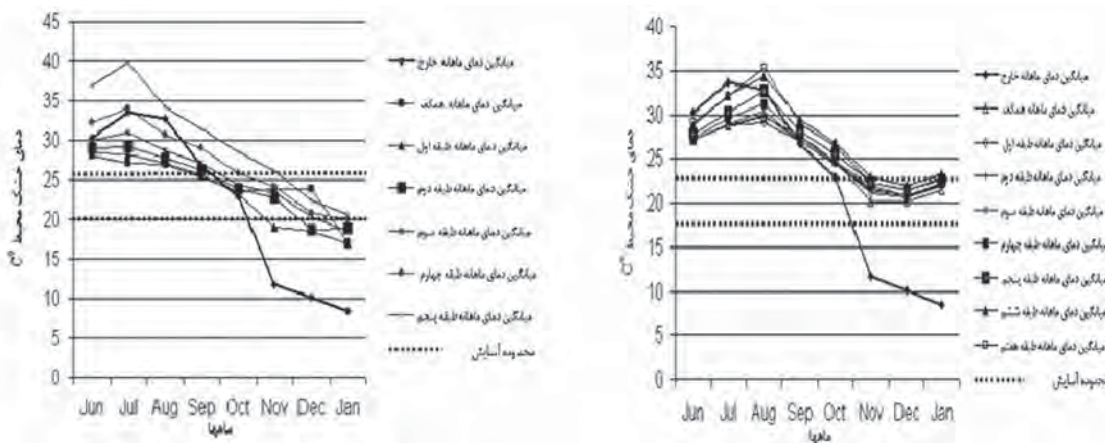 45
40
35
30
25
20
15
10
5
0
دمای خشک محیط C°
Jun Jul Aug Sep Oct Nov Dec Jan
ماهها
میانگین دمای ماهانه خارج
میانگین دمای ماهانه همکف
میانگین دمای ماهانه طبقه اول
میانگین دمای ماهانه طبقه دوم
میانگین دمای ماهانه طبقه سوم
میانگین دمای ماهانه طبقه چهارم
میانگین دمای ماهانه طبقه پنجم
محدوده آسایش
40
35
30
25
20
15
10
5
0
دمای خشک محیط C°
Jun Jul Aug Sep Oct Nov Dec Jan
ماهها
میانگین دمای ماهانه خارج
میانگین دمای ماهانه همکف
میانگین دمای ماهانه طبقه اول
میانگین دمای ماهانه طبقه دوم
میانگین دمای ماهانه طبقه سوم
میانگین دمای ماهانه طبقه چهارم
میانگین دمای ماهانه طبقه پنجم
میانگین دمای ماهانه طبقه ششم
میانگین دمای ماهانه طبقه هفتم
محدوده آسایش